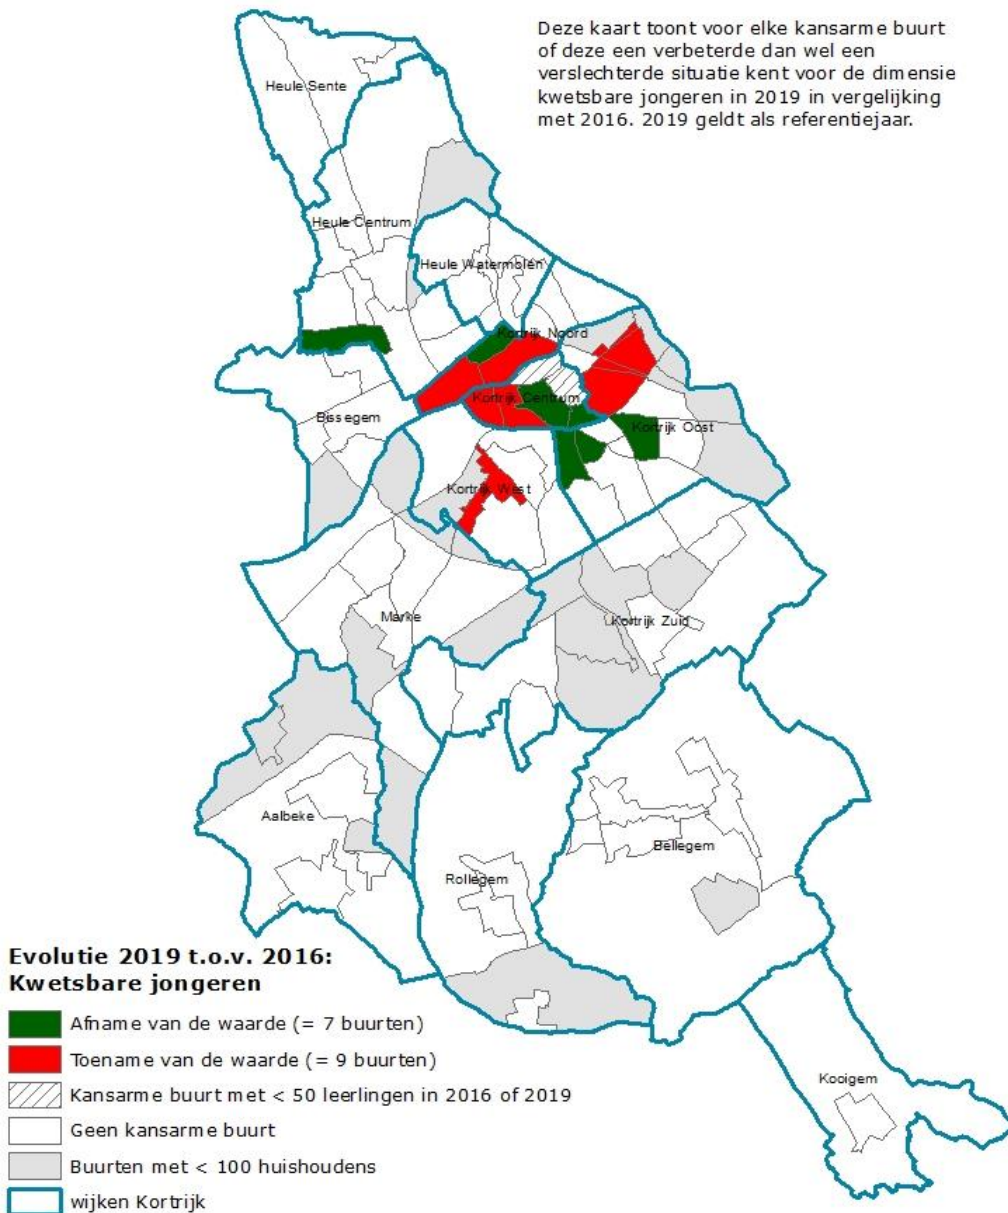 Deze kaart toont voor elke kansarme buurt
of deze een verbeterde dan wel een
verslechterde situatie kent voor de dimensie
kwetsbare jongeren in 2019 in vergelijking
met 2016. 2019 geldt als referentiejaar.
Heule Sente
Heule Centrum
Heule Watermolen
Kortrijk Noord
Kortrijk Centrum
Bissegem
Kortrijk Oost
Kortrijk West
Marke
Kortrijk Zuid
Aalbeke
Bellegem
Rollegem
Kooigem
Evolutie 2019 t.o.v. 2016:
Kwetsbare jongeren
Afname van de waarde (= 7 buurten)
Toename van de waarde (= 9 buurten)
Kansarme buurt met < 50 leerlingen in 2016 of 2019
Geen kansarme buurt
Buurten met < 100 huishoudens
wijken Kortrijk